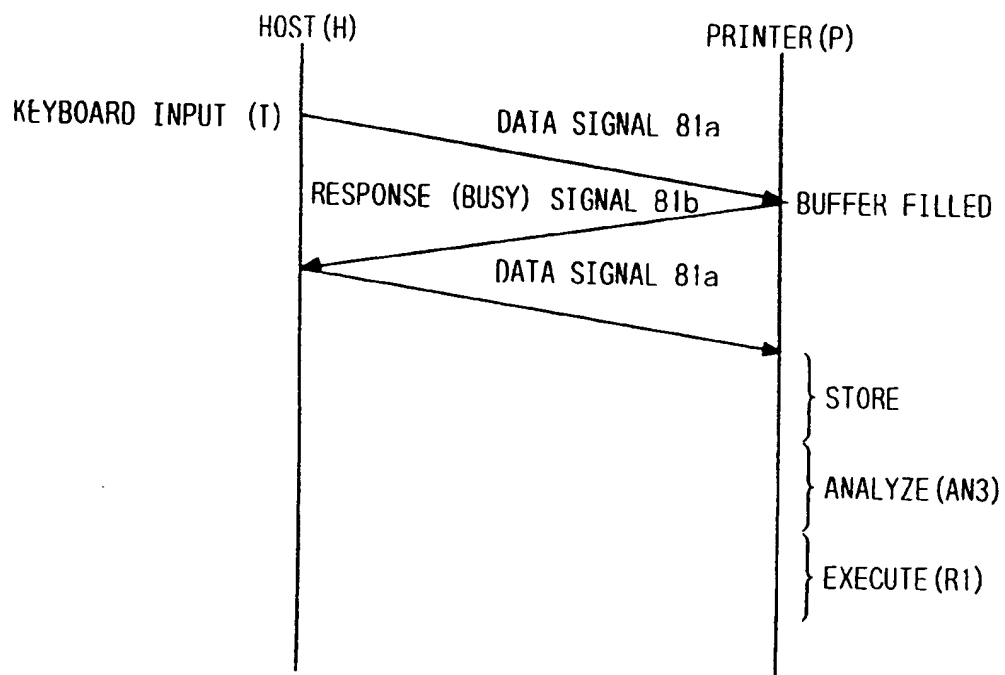 HOST(H)
PRINTER(P)
KEYBOARD INPUT (T)
DATA SIGNAL 81a
RESPONSE (BUSY) SIGNAL 81b
BUFFER FILLED
DATA SIGNAL 81a
STORE
ANALYZE(AN3)
EXECUTE(R1)